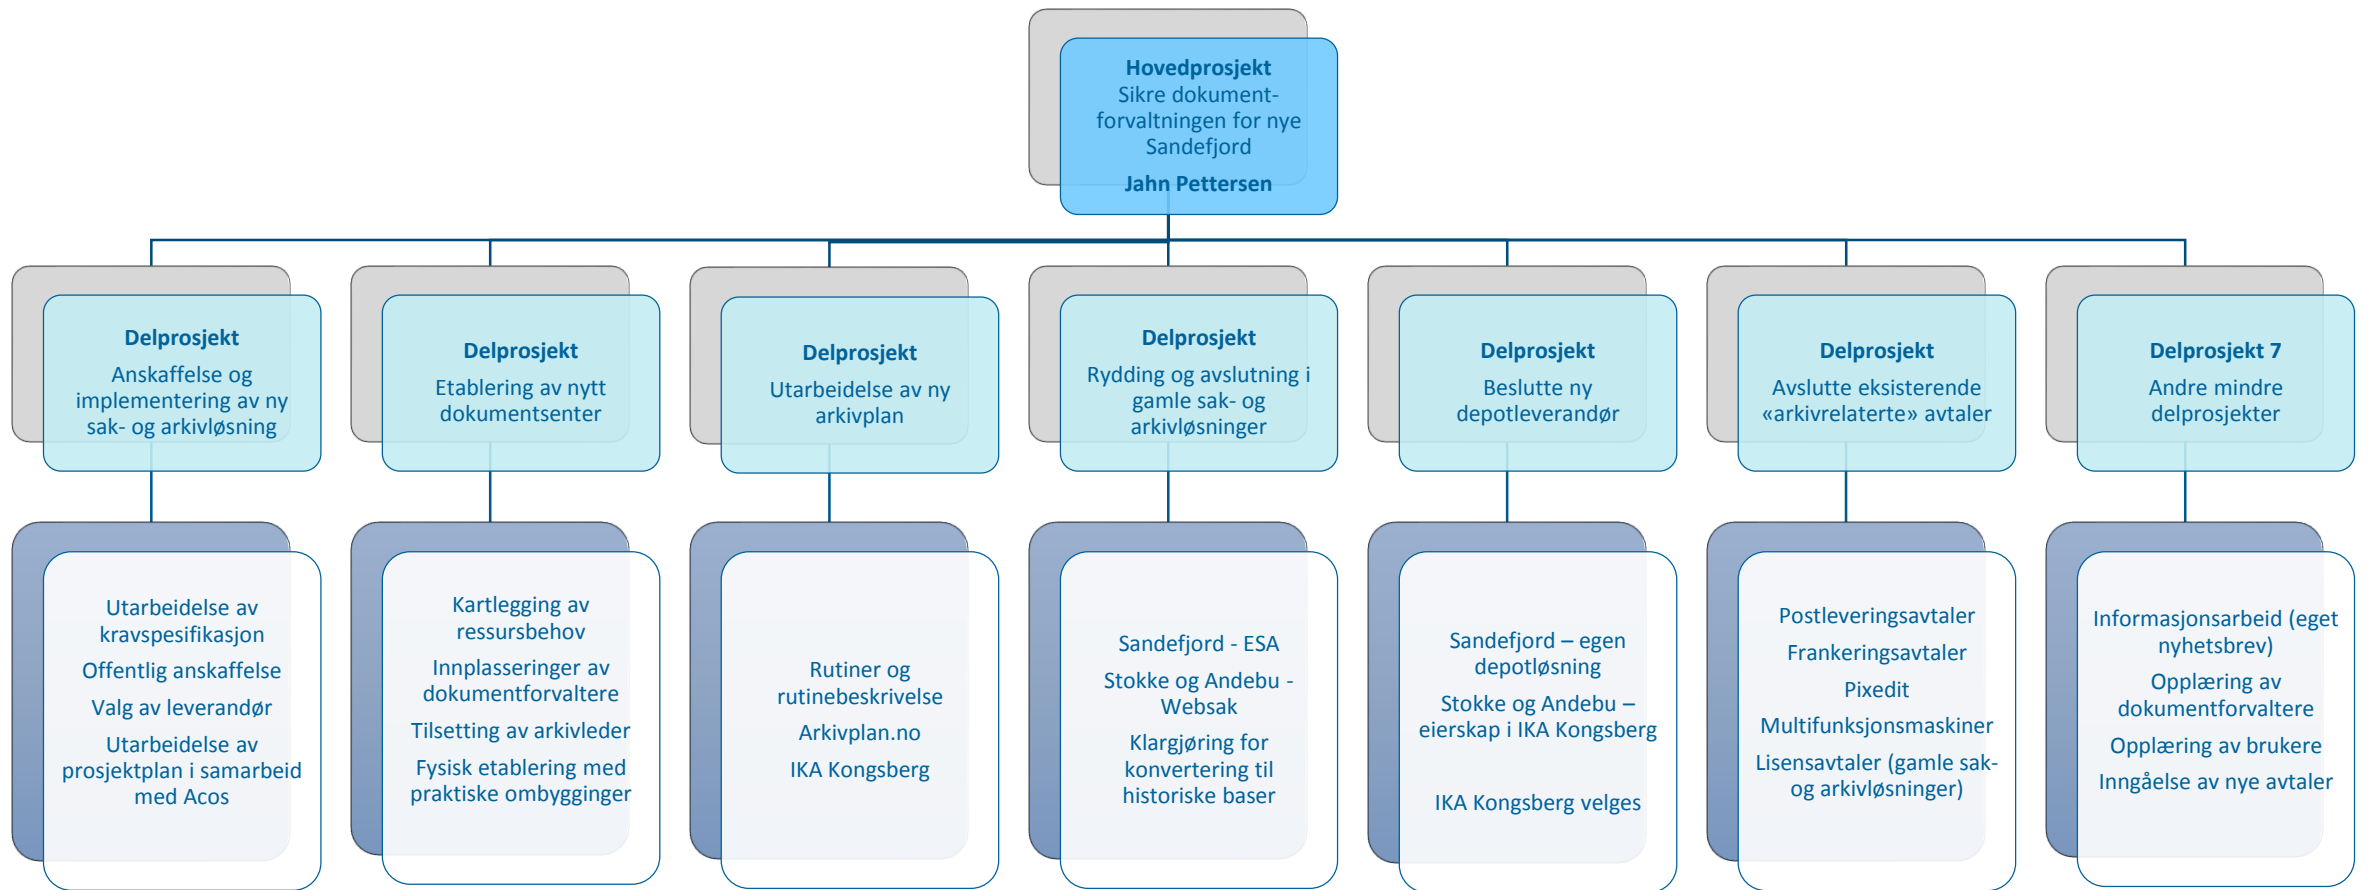 Hovedprosjekt
Sikre dokument-
forvaltningen for nye
Sandefjord
Jahn Pettersen
Delprosjekt
Anskaffelse og
implementering av ny
sak- og arkivløsning
Delprosjekt
Etablering av nytt
dokumentsenter
Delprosjekt
Utarbeidelse av ny
arkivplan
Delprosjekt
Rydding og avslutning i
gamle sak- og
arkivløsninger
Delprosjekt
Beslutte ny
depotleverandør
Delprosjekt
Avslutte eksisterende
«arkivrelaterte» avtaler
Delprosjekt 7
Andre mindre
delprosjekter
Utarbeidelse av
kravspesifikasjon
Offentlig anskaffelse
Valg av leverandør
Utarbeidelse av
prosjektplan i samarbeid
med Acos
Kartlegging av
ressursbehov
Innplasseringer av
dokumentforvaltere
Tilsetting av arkivleder
Fysisk etablering med
praktiske ombygginger
Rutiner og
rutinebeskrivelse
Arkivplan.no
IKA Kongsberg
Sandefjord - ESA
Stokke og Andebu -
Websak
Klargjøring for
konvertering til
historiske baser
Sandefjord – egen
depotløsning
Stokke og Andebu –
eierskap i IKA Kongsberg
IKA Kongsberg velges
Postleveringsavtaler
Frankeringsavtaler
Pixedit
Multifunksjonsmaskiner
Lisensavtaler (gamle sak-
og arkivløsninger)
Informasjonsarbeid (eget
nyhetsbrev)
Opplæring av
dokumentforvaltere
Opplæring av brukere
Inngåelse av nye avtaler